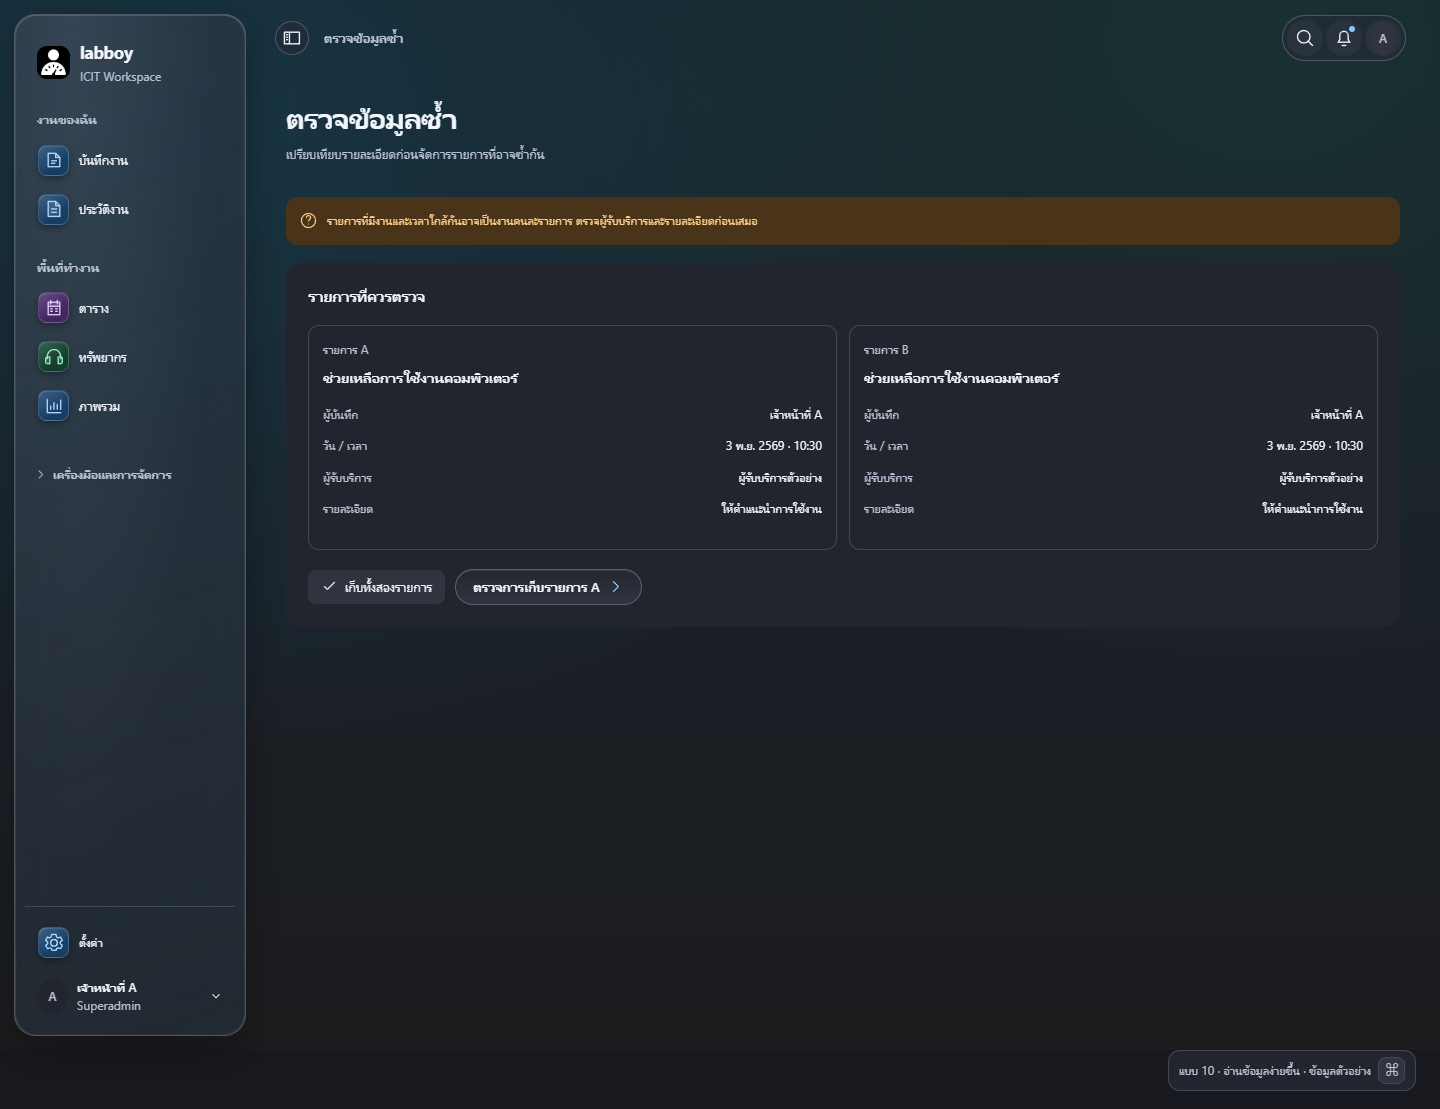 labboy
ICIT Workspace
งานของฉัน
บันทึกงาน
ประวัติงาน
พื้นที่ทำงาน
ตาราง
ทรัพยากร
ภาพรวม
เครื่องมือและการจัดการ
ตั้งค่า
A
เจ้าหน้าที่ A
Superadmin
ตรวจข้อมูลซ้ำ
A
ตรวจข้อมูลซ้ำ
เปรียบเทียบรายละเอียดก่อนจัดการรายการที่อาจซ้ำกัน
รายการที่มีงานและเวลาใกล้กันอาจเป็นงานคนละรายการ ตรวจผู้รับบริการและรายละเอียดก่อนเสมอ
รายการที่ควรตรวจ
รายการ A
ช่วยเหลือการใช้งานคอมพิวเตอร์
ผู้บันทึก เจ้าหน้าที่ A
วัน / เวลา 3 พ.ย. 2569 · 10:30
ผู้รับบริการ ผู้รับบริการตัวอย่าง
รายละเอียด ให้คำแนะนำการใช้งาน
รายการ B
ช่วยเหลือการใช้งานคอมพิวเตอร์
ผู้บันทึก เจ้าหน้าที่ A
วัน / เวลา 3 พ.ย. 2569 · 10:30
ผู้รับบริการ ผู้รับบริการตัวอย่าง
รายละเอียด ให้คำแนะนำการใช้งาน
เก็บทั้งสองรายการ
ตรวจการเก็บรายการ A
แบบ 10 · อ่านข้อมูลง่ายขึ้น · ข้อมูลตัวอย่าง